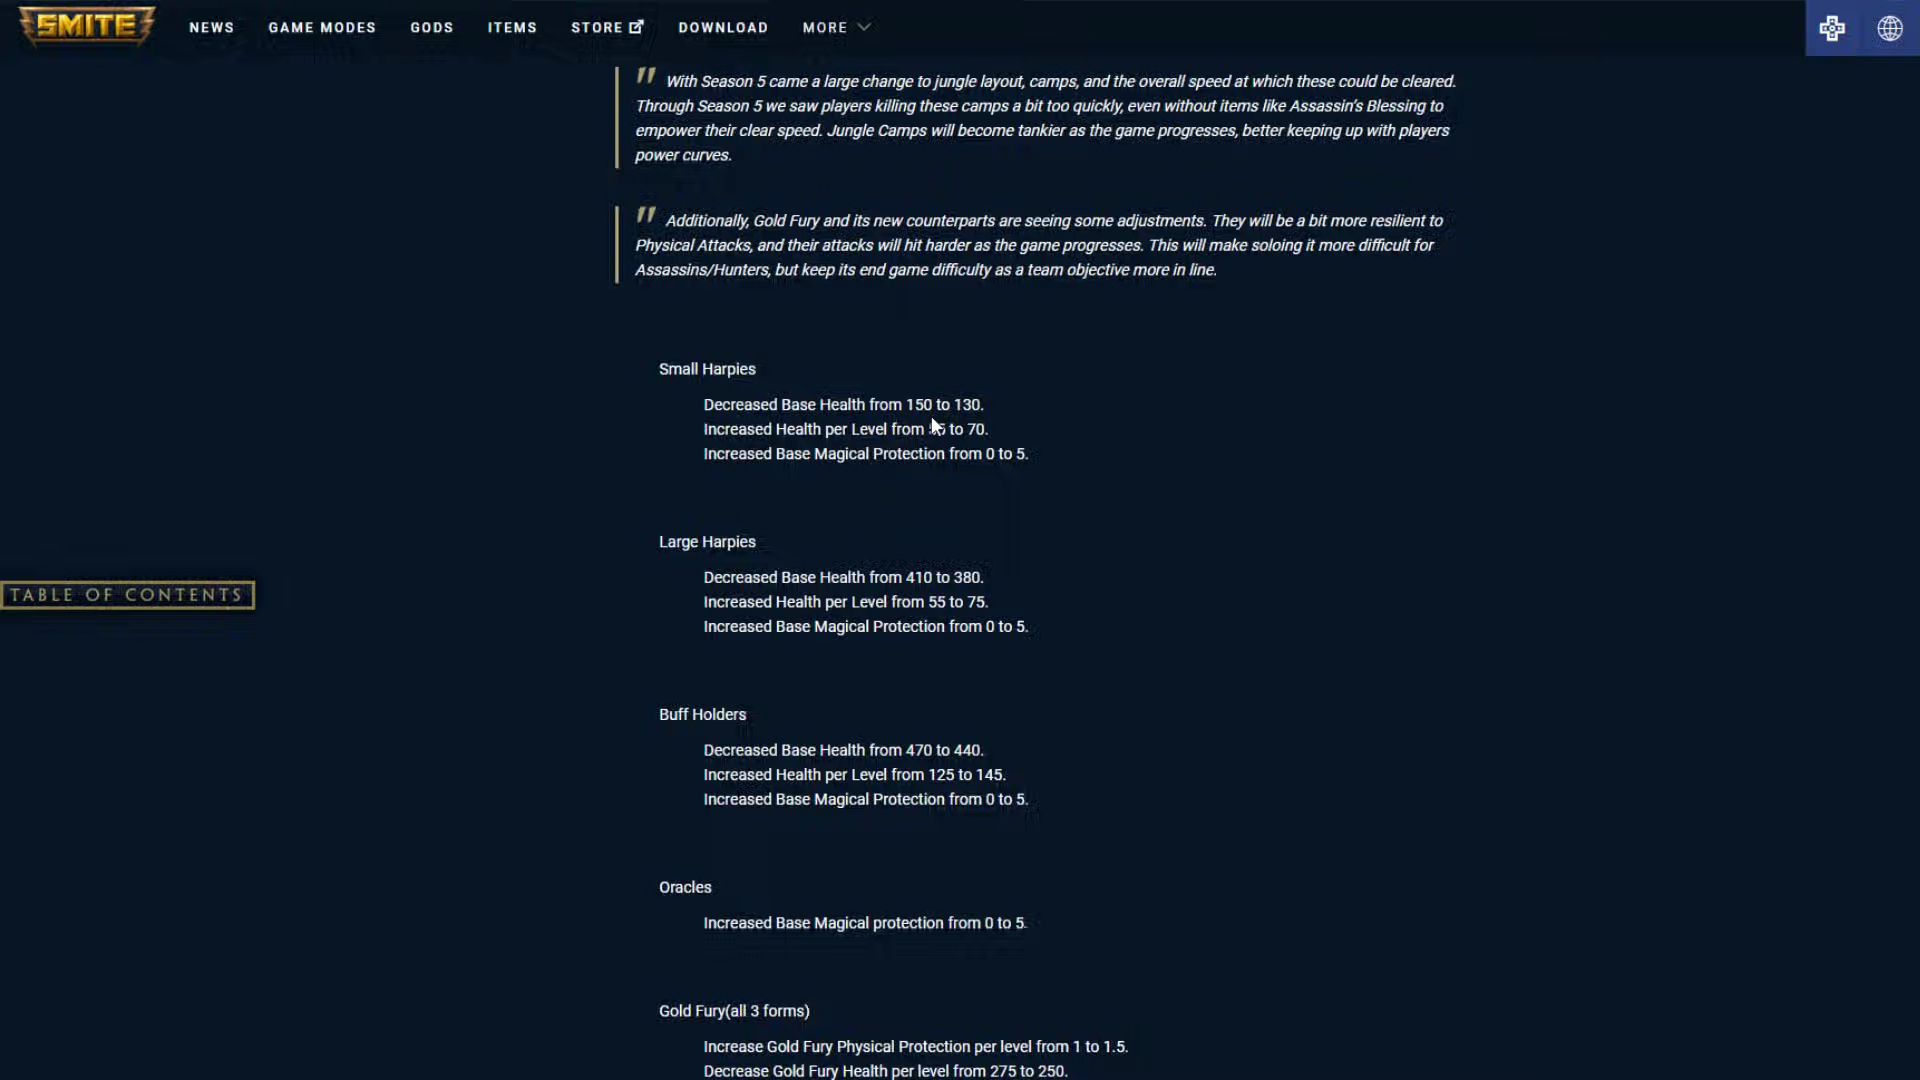 SMITE
NEWS GAME MODES GODS ITEMS STORE DOWNLOAD MORE
" With Season 5 came a large change to jungle layout, camps, and the overall speed at which these could be cleared.
Through Season 5 we saw players killing these camps a bit too quickly, even without items like Assassin's Blessing to
empower their clear speed. Jungle Camps will become tankier as the game progresses, better keeping up with players
power curves.
" Additionally, Gold Fury and its new counterparts are seeing some adjustments. They will be a bit more resilient to
Physical Attacks, and their attacks will hit harder as the game progresses. This will make soloing it more difficult for
Assassins/Hunters, but keep its end game difficulty as a team objective more in line.
Small Harpies
Decreased Base Health from 150 to 130.
Increased Health per Level from to 70.
Increased Base Magical Protection from 0 to 5.
Large Harpies
Decreased Base Health from 410 to 380.
Increased Health per Level from 55 to 75.
Increased Base Magical Protection from 0 to 5.
TABLE OF CONTENTS
Buff Holders
Decreased Base Health from 470 to 440.
Increased Health per Level from 125 to 145.
Increased Base Magical Protection from 0 to 5.
Oracles
Increased Base Magical protection from 0 to 5.
Gold Fury(all 3 forms)
Increase Gold Fury Physical Protection per level from 1 to 1.5.
Decrease Gold Fury Health per level from 275 to 250.